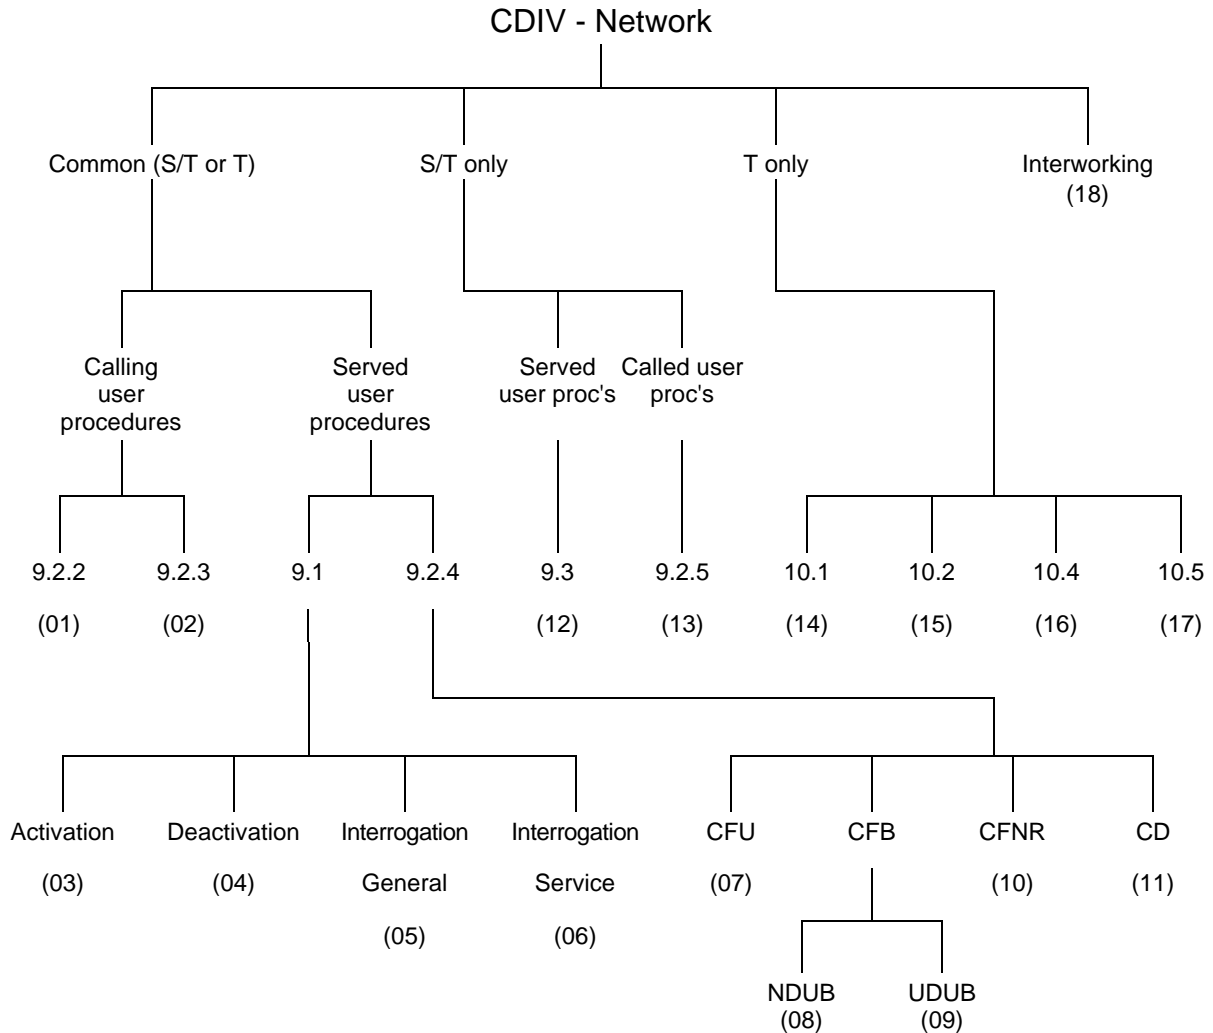 CDIV - Network
Common (S/T or T)
S/T only
T only
Interworking
(18)
Calling
user
procedures
Served
user
procedures
Served
user proc's
Called user
proc's
9.2.2
9.2.3
9.1
9.2.4
9.3
9.2.5
10.1
10.2
10.4
10.5
(01)
(02)
(12)
(13)
(14)
(15)
(16)
(17)
Activation
(03)
Deactivation
(04)
Interrogation
General
(05)
Interrogation
Service
(06)
CFU
(07)
CFB
CFNR
(10)
CD
(11)
NDUB
(08)
UDUB
(09)